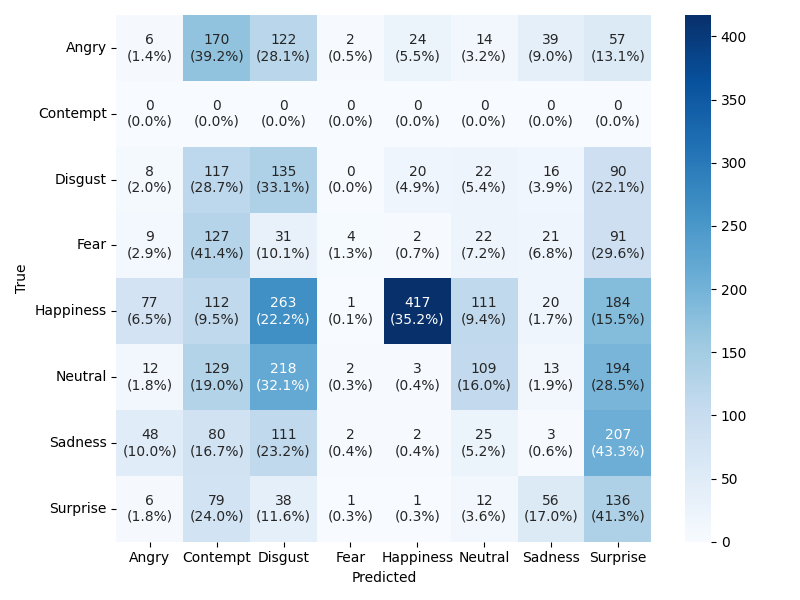 Angry 6 170 122 2 24 14 39 57
(1.4%) (39.2%) (28.1%) (0.5%) (5.5%) (3.2%) (9.0%) (13.1%)
Contempt 0 0 0 0 0 0 0 0
(0.0%) (0.0%) (0.0%) (0.0%) (0.0%) (0.0%) (0.0%) (0.0%)
Disgust 8 117 135 0 20 22 16 90
(2.0%) (28.7%) (33.1%) (0.0%) (4.9%) (5.4%) (3.9%) (22.1%)
Fear 9 127 31 4 2 22 21 91
(2.9%) (41.4%) (10.1%) (1.3%) (0.7%) (7.2%) (6.8%) (29.6%)
Happiness 77 112 263 1 417 111 20 184
(6.5%) (9.5%) (22.2%) (0.1%) (35.2%) (9.4%) (1.7%) (15.5%)
Neutral 12 129 218 2 3 109 13 194
(1.8%) (19.0%) (32.1%) (0.3%) (0.4%) (16.0%) (1.9%) (28.5%)
Sadness 48 80 111 2 2 25 3 207
(10.0%) (16.7%) (23.2%) (0.4%) (0.4%) (5.2%) (0.6%) (43.3%)
Surprise 6 79 38 1 1 12 56 136
(1.8%) (24.0%) (11.6%) (0.3%) (0.3%) (3.6%) (17.0%) (41.3%)
Angry Contempt Disgust Fear Happiness Neutral Sadness Surprise
Predicted
True
400
350
300
250
200
150
100
50
0